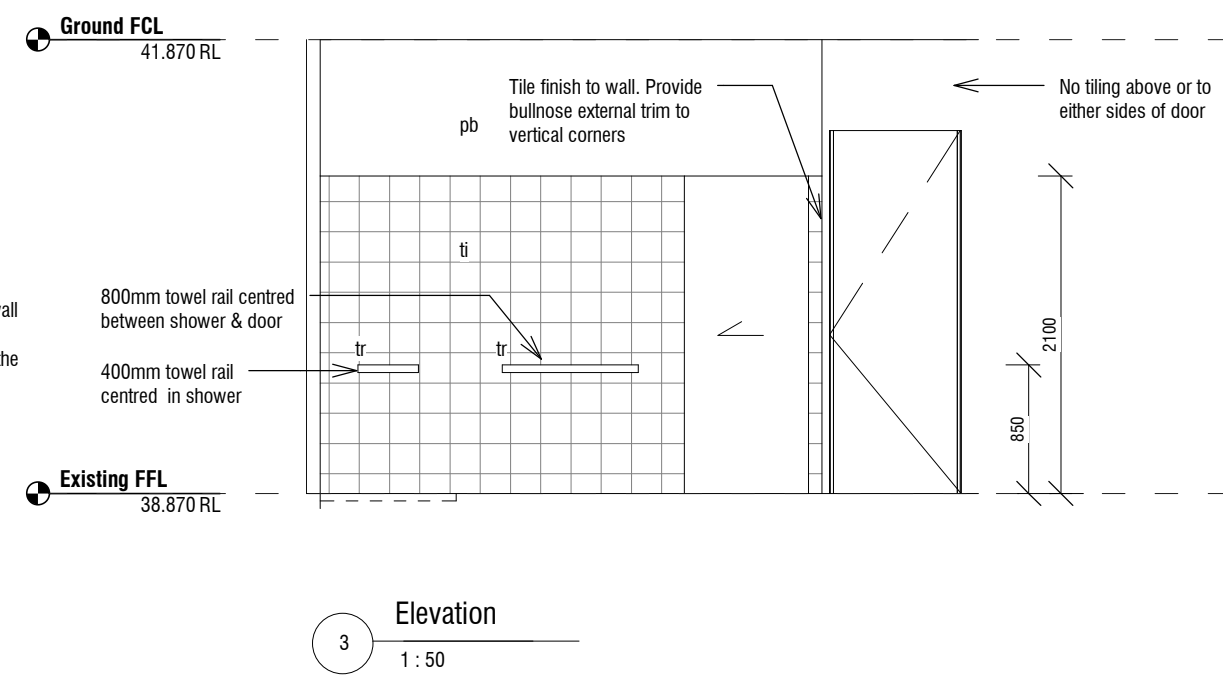 Ground FCL
41.870 RL
Tile finish to wall. Provide
bullnose external trim to
vertical corners
No tiling above or to
either sides of door
pb
ti
800mm towel rail centred
between shower & door
tr
tr
400mm towel rail
centred in shower
the
2100
850
Existing FFL
38.870 RL
3
Elevation
1 : 50